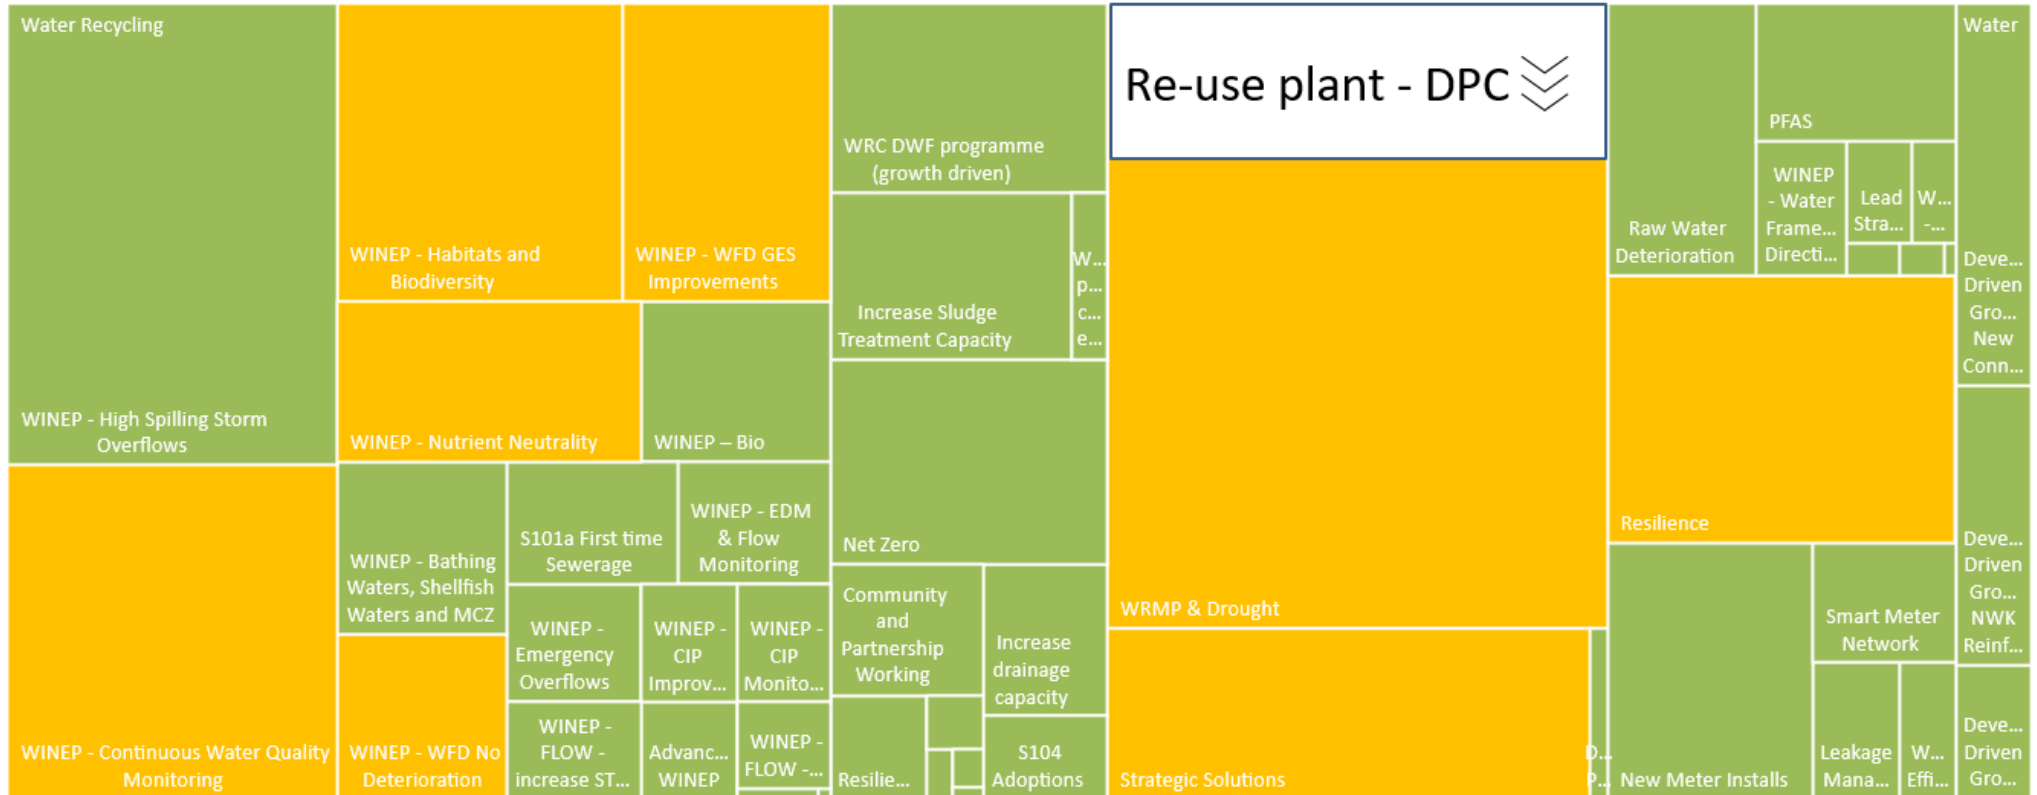 Water Recycling
WINEP - High Spilling Storm
Overflows
WINEP - Continuous Water Quality
Monitoring
WINEP - Habitats and
Biodiversity
WINEP - WFD GES
Improvements
WINEP - Nutrient Neutrality
WINEP – Bio
WINEP - Bathing
Waters, Shellfish
Waters and MCZ
S101a First time
Sewerage
WINEP - EDM
& Flow
Monitoring
WINEP - WFD No
Deterioration
WINEP -
Emergency
Overflows
WINEP -
CIP
Improv...
WINEP -
CIP
Monito...
WINEP -
FLOW -
increase ST...
Advanc...
WINEP
WINEP -
FLOW -...
WRC DWF programme
(growth driven)
Increase Sludge
Treatment Capacity
W...
p...
c...
e...
Net Zero
Community
and
Partnership
Working
Increase
drainage
capacity
Resilie...
S104
Adoptions
Re-use plant - DPC
WRMP & Drought
Strategic Solutions
D...
P...
Raw Water
Deterioration
PFAS
WINEP
- Water
Frame...
Directi...
Lead
Stra...
W...
-...
Resilience
New Meter Installs
Smart Meter
Network
Leakage
Mana...
W...
Effi...
Water
Deve...
Driven
Gro...
New
Conn...
Deve...
Driven
Gro...
NWK
Reinf...
Deve...
Driven
Gro...